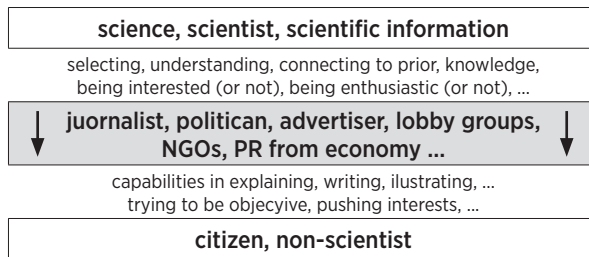 science, scientist, scientific information
selecting, understanding, connecting to prior, knowledge,
being interested (or not), being enthusiastic (or not), ...
juornalist, politican, advertiser, lobby groups,
NGOs, PR from economy ...
capabilities in explaining, writing, ilustrating, ...
trying to be objecyive, pushing interests, ...
citizen, non-scientist